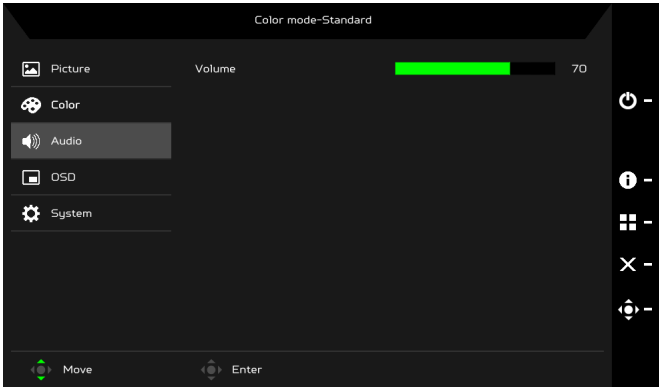 Color mode-Standard
Picture
Volume 70
Color
Audio
OSD
System
Move Enter